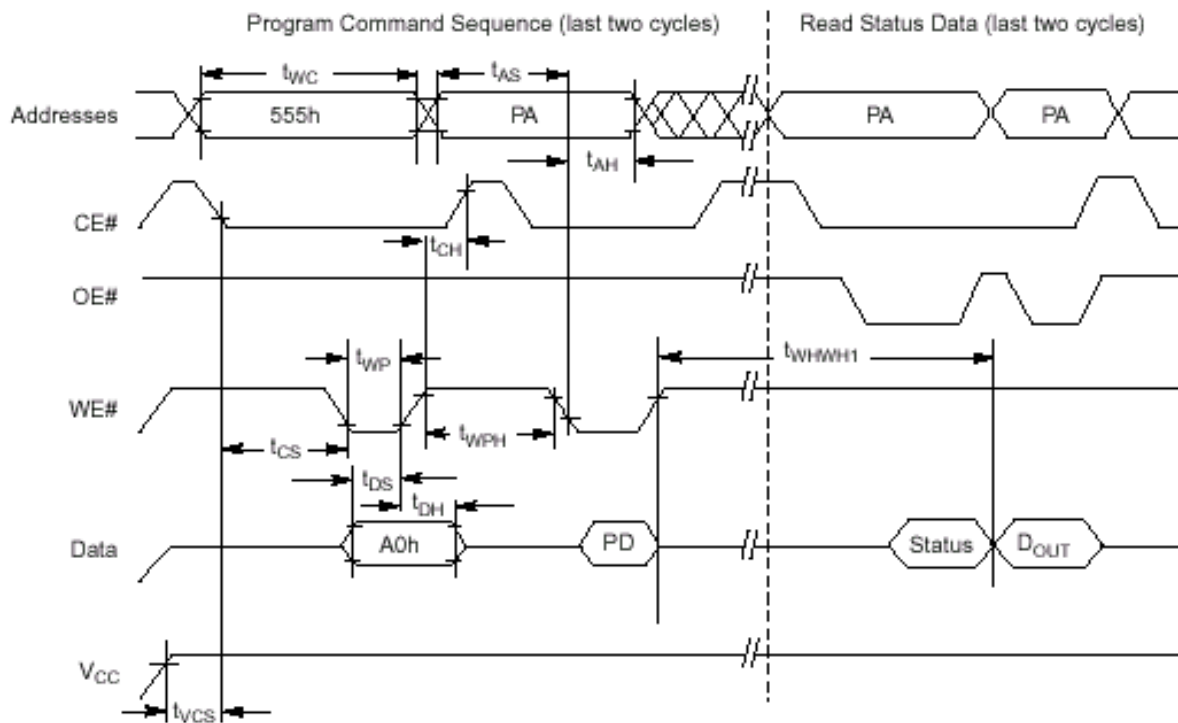 Program Command Sequence (last two cycles) Read Status Data (last two cycles)
tWC tAS
Addresses 555h PA PA PA
tAH
CE#
tCH
OE#
tWP tWHWH1
WE#
tCS tWPH
tDS
tDH
Data A0h PD Status DOUT
VCC
tVCS